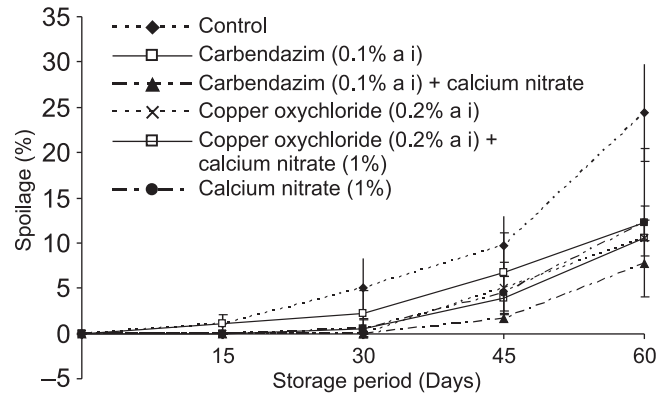 35
30
25
20
15
10
5
0
–5
Spoilage (%)
Control
Carbendazim (0.1% a i)
Carbendazim (0.1% a i) + calcium nitrate
Copper oxychloride (0.2% a i)
Copper oxychloride (0.2% a i) +
calcium nitrate (1%)
Calcium nitrate (1%)
15 30 45 60
Storage period (Days)